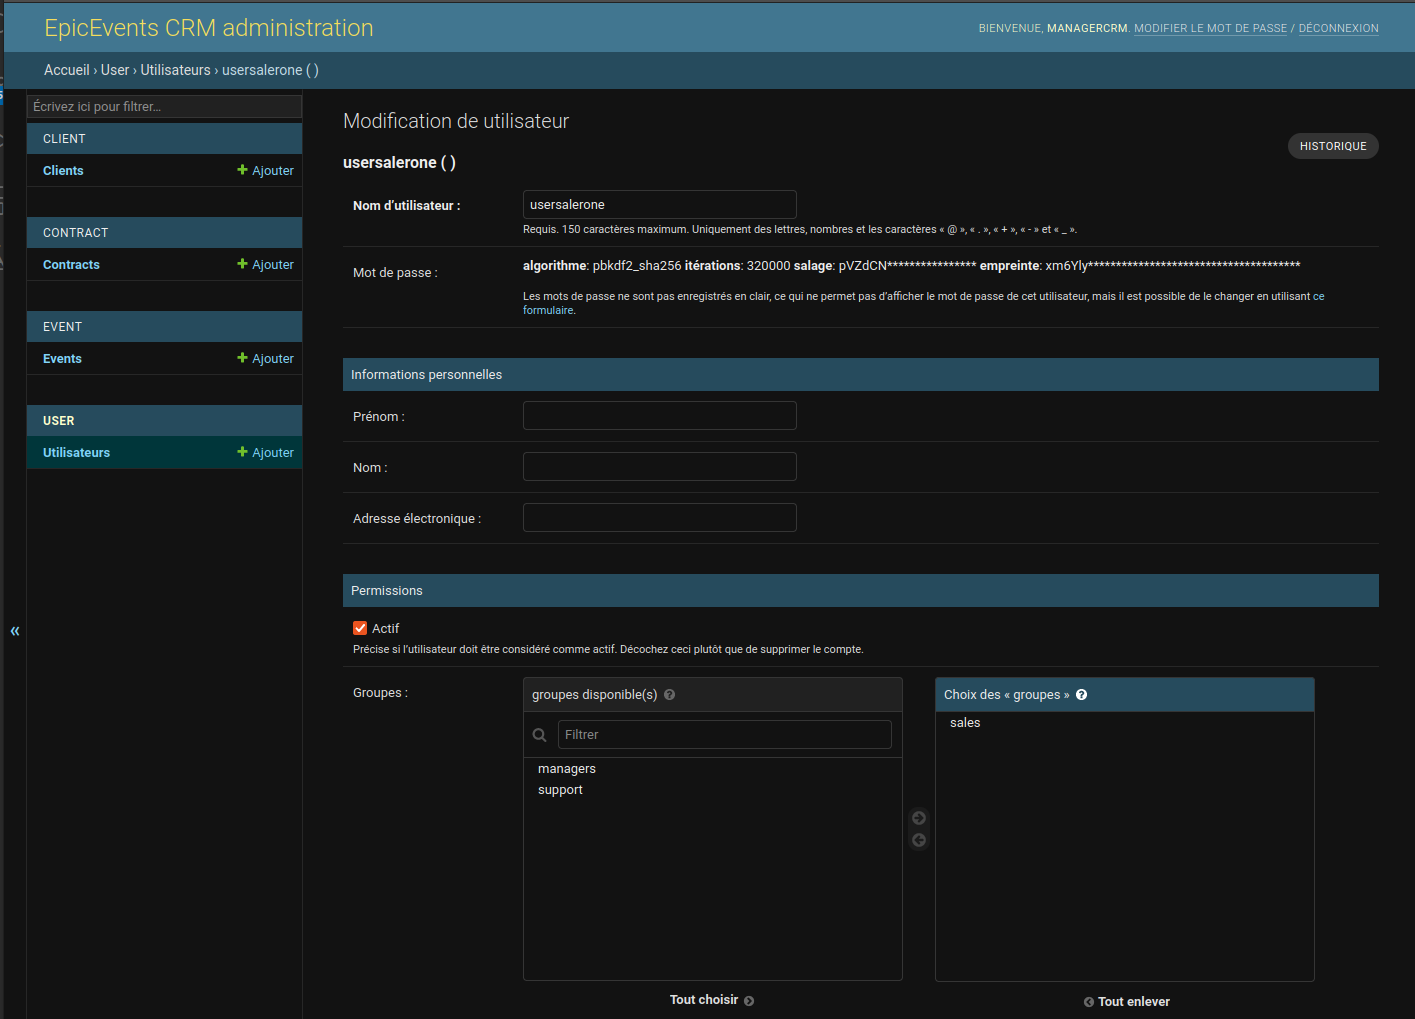 EpicEvents CRM administration
BIENVENUE, MANAGERCRM. MODIFIER LE MOT DE PASSE / DÉCONNEXION
Accueil › User › Utilisateurs › usersalerone ( )
Écrivez ici pour filtrer…
CLIENT
Clients
Ajouter
CONTRACT
Contracts
Ajouter
EVENT
Events
Ajouter
USER
Utilisateurs
Ajouter
«
Modification de utilisateur
HISTORIQUE
usersalerone ( )
Nom d’utilisateur :
usersalerone
Requis. 150 caractères maximum. Uniquement des lettres, nombres et les caractères « @ », « . », « + », « - » et « _ ».
Mot de passe :
algorithme: pbkdf2_sha256 itérations: 320000 salage: pVZdCN**************** empreinte: xm6Yly**************************************
Les mots de passe ne sont pas enregistrés en clair, ce qui ne permet pas d’afficher le mot de passe de cet utilisateur, mais il est possible de le changer en utilisant ce
formulaire.
Informations personnelles
Prénom :
Nom :
Adresse électronique :
Permissions
Actif
Précise si l’utilisateur doit être considéré comme actif. Décochez ceci plutôt que de supprimer le compte.
Groupes :
groupes disponible(s) ?
Filtrer
managers
support
Tout choisir
Choix des « groupes » ?
sales
Tout enlever